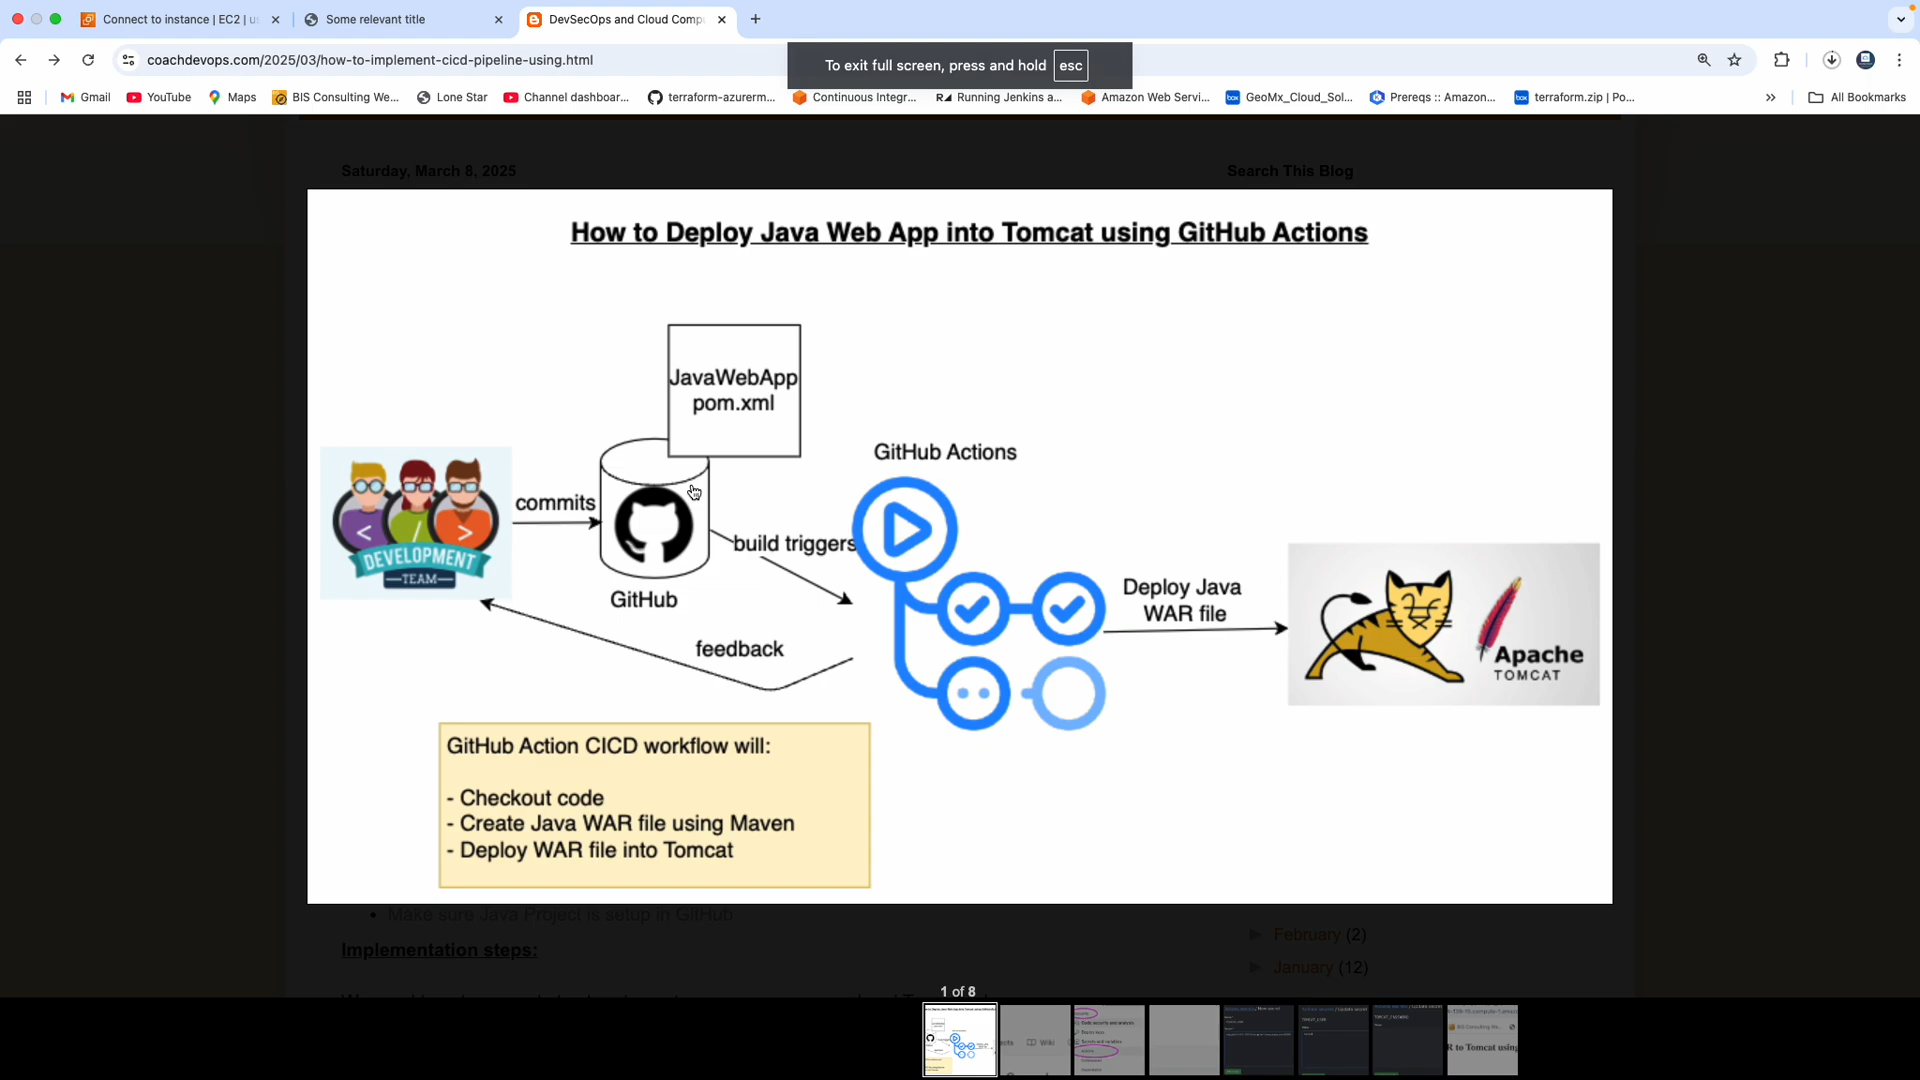 Connect to instance | EC2 | us
Some relevant title
DevSecOps and Cloud Compu
coachdevops.com/2025/03/how-to-implement-cicd-pipeline-using.html
To exit full screen, press and hold esc
Gmail
YouTube
Maps
BIS Consulting We...
Lone Star
Channel dashboar...
terraform-azurerm...
Continuous Integr...
Running Jenkins a...
Amazon Web Servi...
GeoMx_Cloud_Sol...
Prereqs :: Amazon...
terraform.zip | Po...
All Bookmarks
Saturday, March 8, 2025
Search This Blog
How to Deploy Java Web App into Tomcat using GitHub Actions
JavaWebApp
pom.xml
GitHub Actions
commits
DEVELOPMENT
TEAM
build triggers
GitHub
Deploy Java
WAR file
feedback
Apache
TOMCAT
GitHub Action CICD workflow will:
- Checkout code
- Create Java WAR file using Maven
- Deploy WAR file into Tomcat
Make sure Java Project is setup in GitHub
February (2)
Implementation steps:
January (12)
1 of 8
Wiki